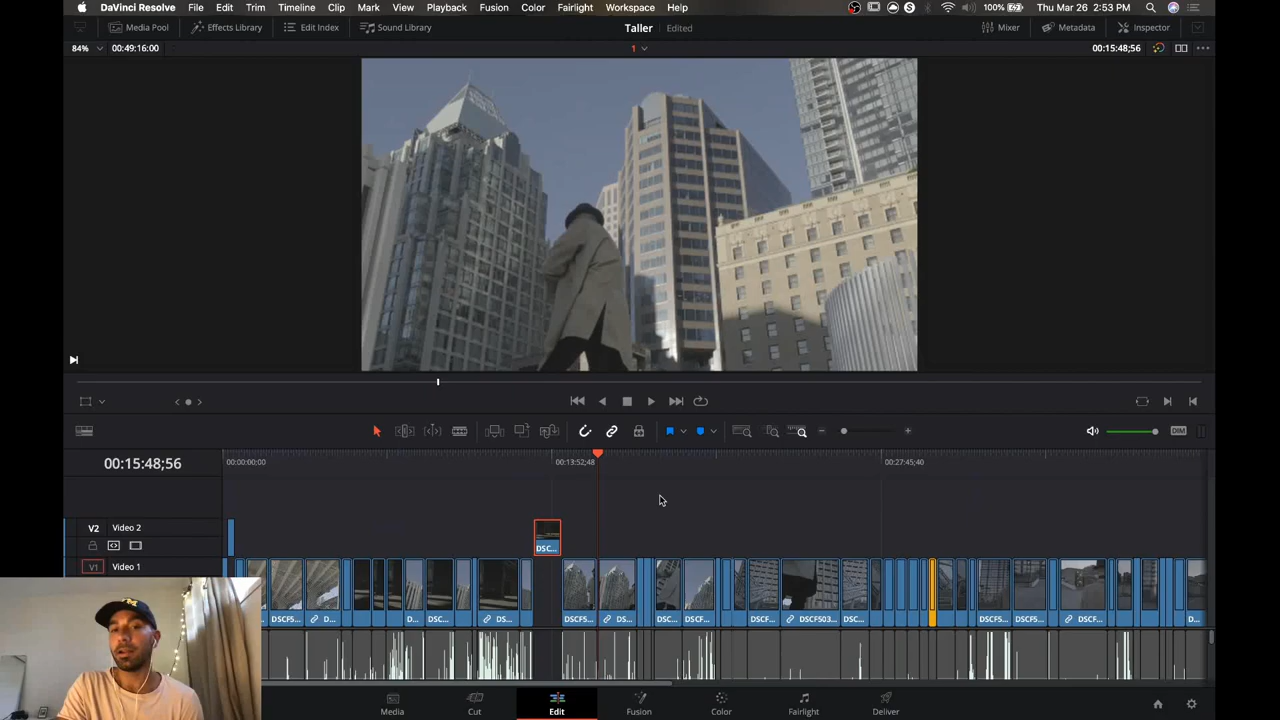 DaVinci Resolve File Edit Trim Timeline Clip Mark View Playback Fusion Color Fairlight Workspace Help 100% Thu Mar 26 2:53 PM
Media Pool Effects Library Edit Index Sound Library Taller Edited Mixer Metadata Inspector
84% 00:49:16:00 1 00:15:48;56
DIM
00:15:48;56 00:00:00;00 00:13:52;48 00:27:45;40
V2 Video 2
DSC...
V1 Video 1
DSCF5... D... D... DSC... DS... DSCF5... DS... DSC... DSCF... DSCF... DSCF503... DSC... DSCF5... DSCF5... DSCF... D...
Media Cut Edit Fusion Color Fairlight Deliver